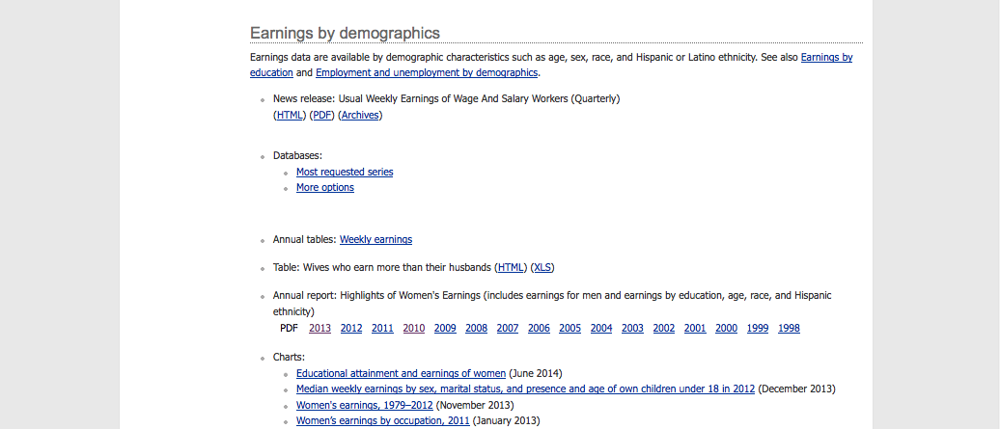 Earnings by demographics
Earnings data are available by demographic characteristics such as age, sex, race, and Hispanic or Latino ethnicity. See also Earnings by
education and Employment and unemployment by demographics.
News release: Usual Weekly Earnings of Wage And Salary Workers (Quarterly)
(HTML) (PDF) (Archives)
Databases:
Most requested series
More options
Annual tables: Weekly earnings
Table: Wives who earn more than their husbands (HTML) (XLS)
Annual report: Highlights of Women's Earnings (includes earnings for men and earnings by education, age, race, and Hispanic
ethnicity)
PDF 2013 2012 2011 2010 2009 2008 2007 2006 2005 2004 2003 2002 2001 2000 1999 1998
Charts:
Educational attainment and earnings of women (June 2014)
Median weekly earnings by sex, marital status, and presence and age of own children under 18 in 2012 (December 2013)
Women's earnings, 1979–2012 (November 2013)
Women's earnings by occupation, 2011 (January 2013)